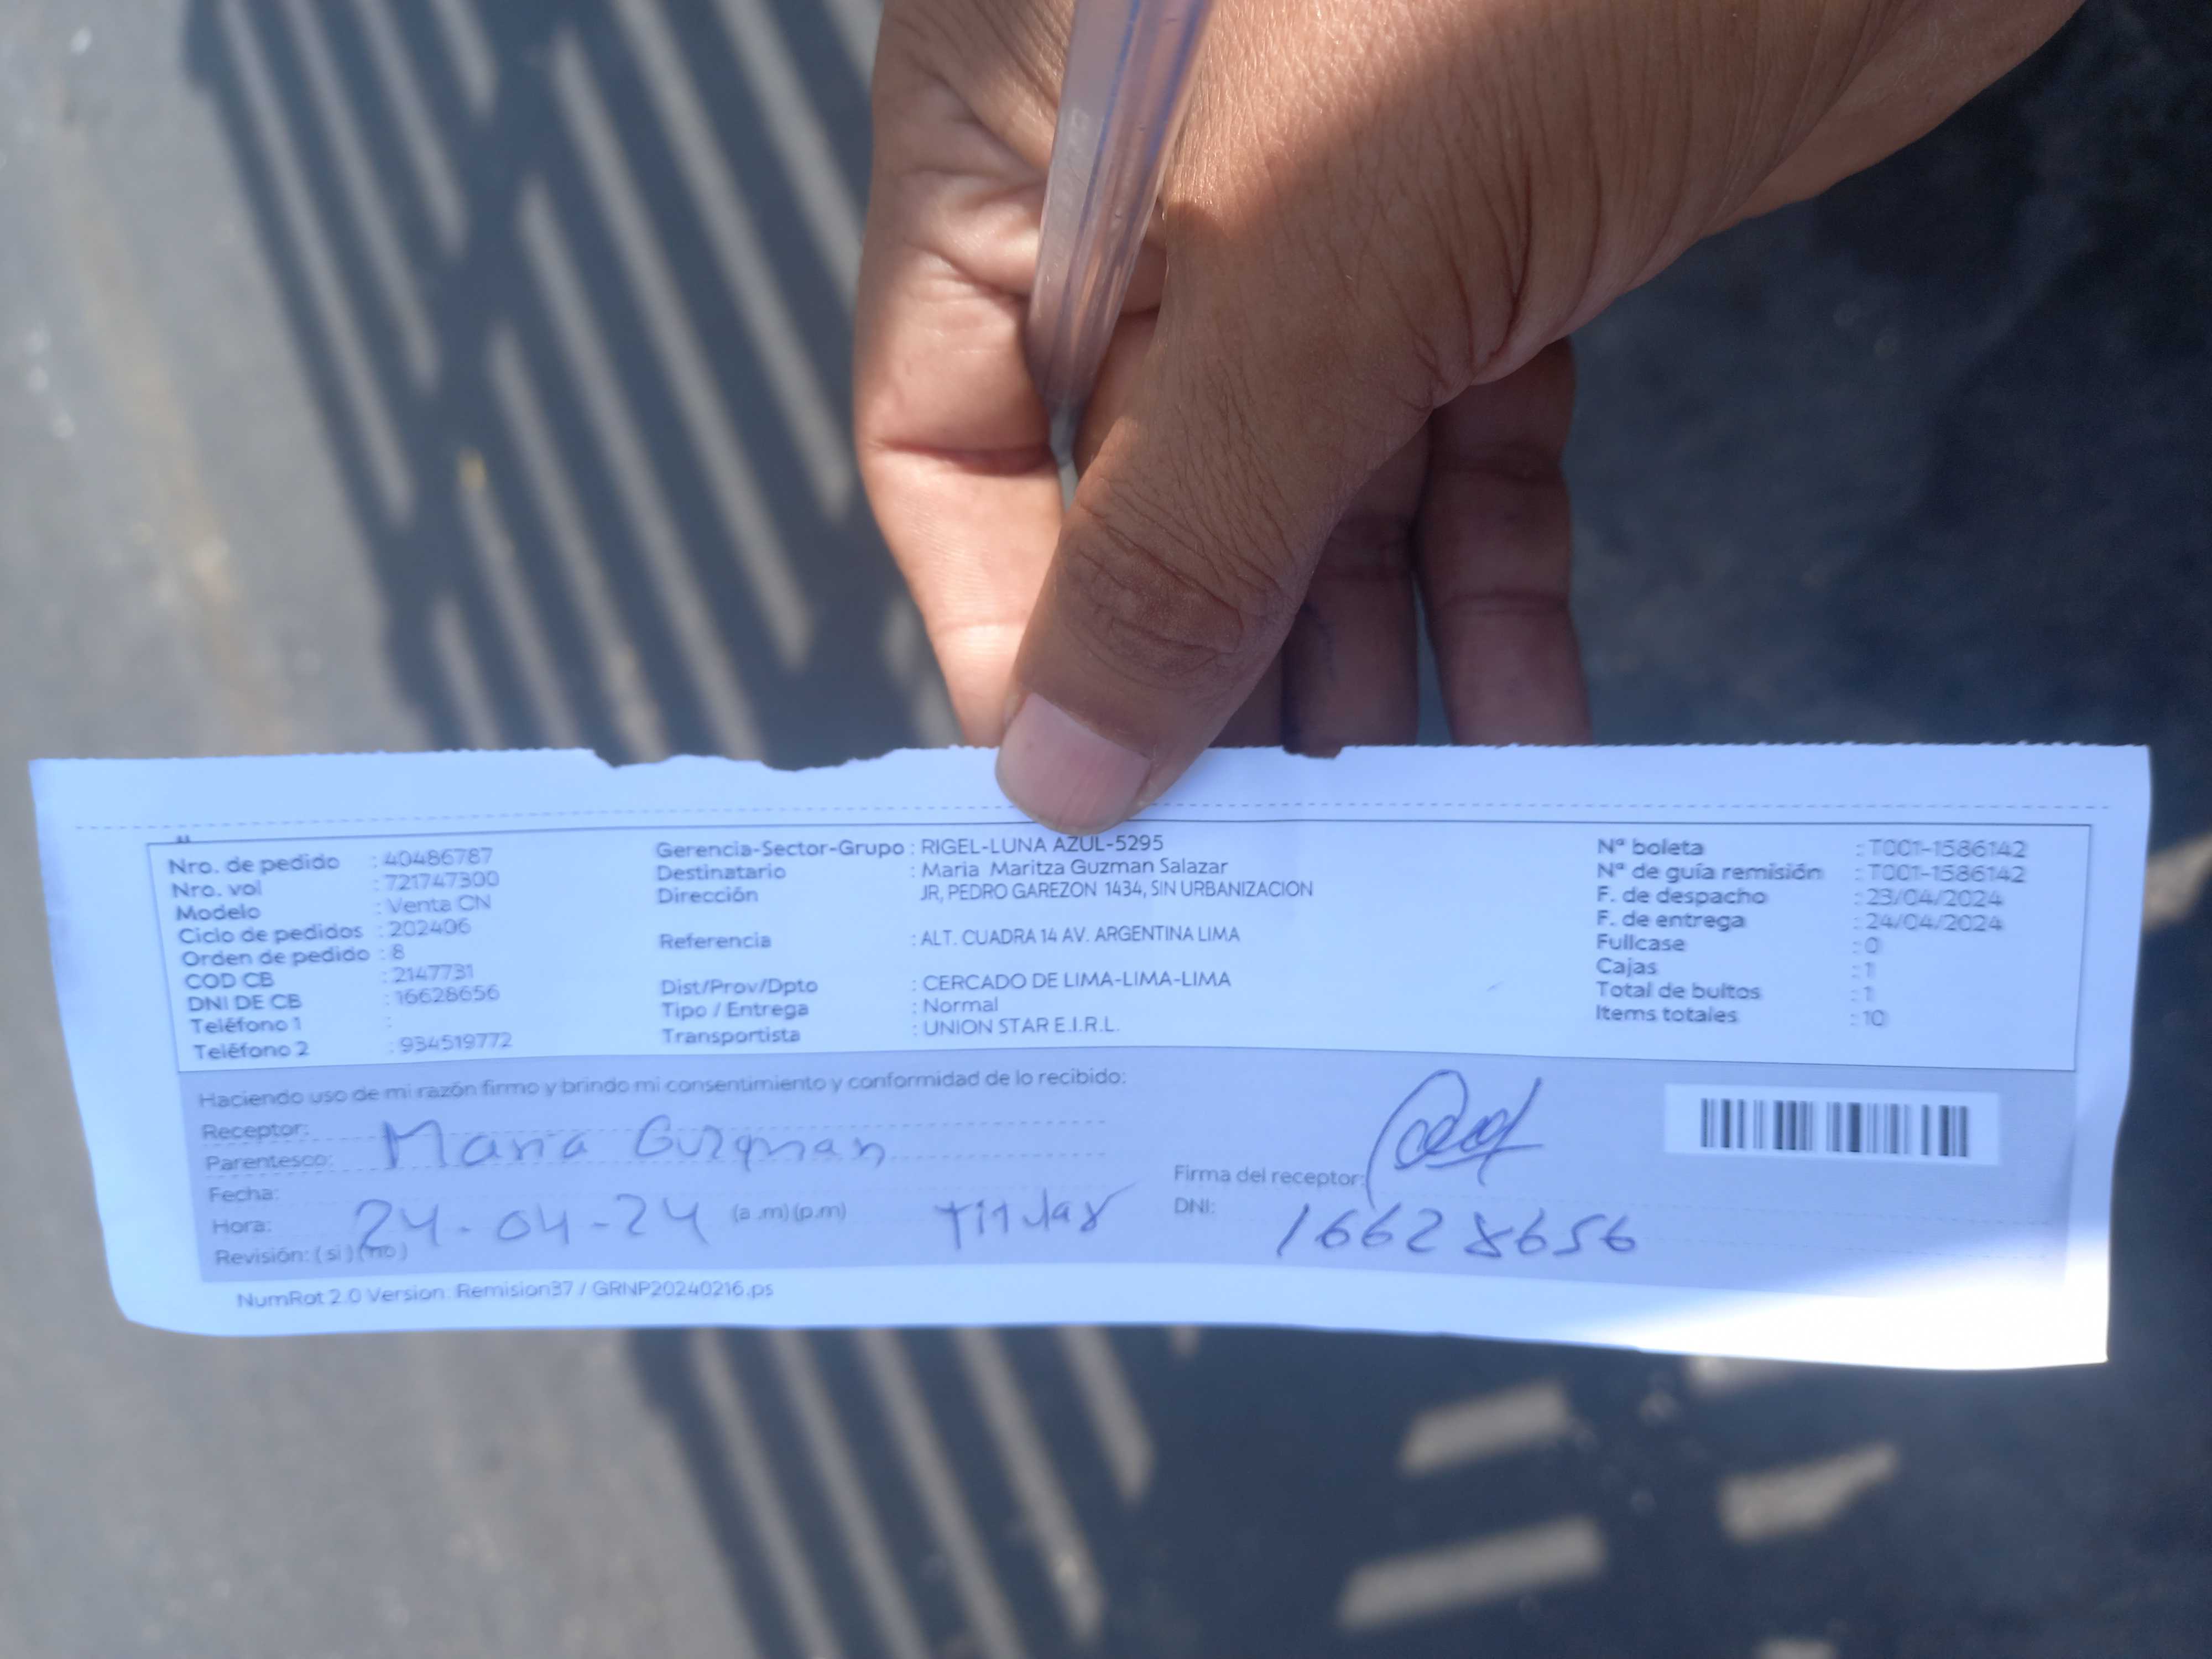 Nro. de pedido : 40486787
Nro. vol : 721747300
Modelo : Venta CN
Ciclo de pedidos : 202406
Orden de pedido : 8
COD CB : 2147731
DNI DE CB : 16628656
Teléfono 1 :
Teléfono 2 : 934519772
Gerencia-Sector-Grupo : RIGEL-LUNA AZUL-5295
Destinatario : Maria Maritza Guzman Salazar
Dirección JR, PEDRO GAREZON 1434, SIN URBANIZACION
Referencia : ALT. CUADRA 14 AV. ARGENTINA LIMA
Dist/Prov/Dpto : CERCADO DE LIMA-LIMA-LIMA
Tipo / Entrega : Normal
Transportista : UNION STAR E.I.R.L.
Nª boleta : T001-1586142
Nª de guía remisión : T001-1586142
F. de despacho : 23/04/2024
F. de entrega : 24/04/2024
Fullcase : 0
Cajas : 1
Total de bultos : 1
Items totales : 10
Haciendo uso de mi razón firmo y brindo mi consentimiento y conformidad de lo recibido:
Receptor:
Parentesco: Maria Guzman
Fecha:
Hora: 24-04-24 (a .m) (p.m) titular
Revisión: ( si ) ( no )
Firma del receptor:
DNI: 16628656
NumRot 2.0 Version: Remision37 / GRNP20240216.ps